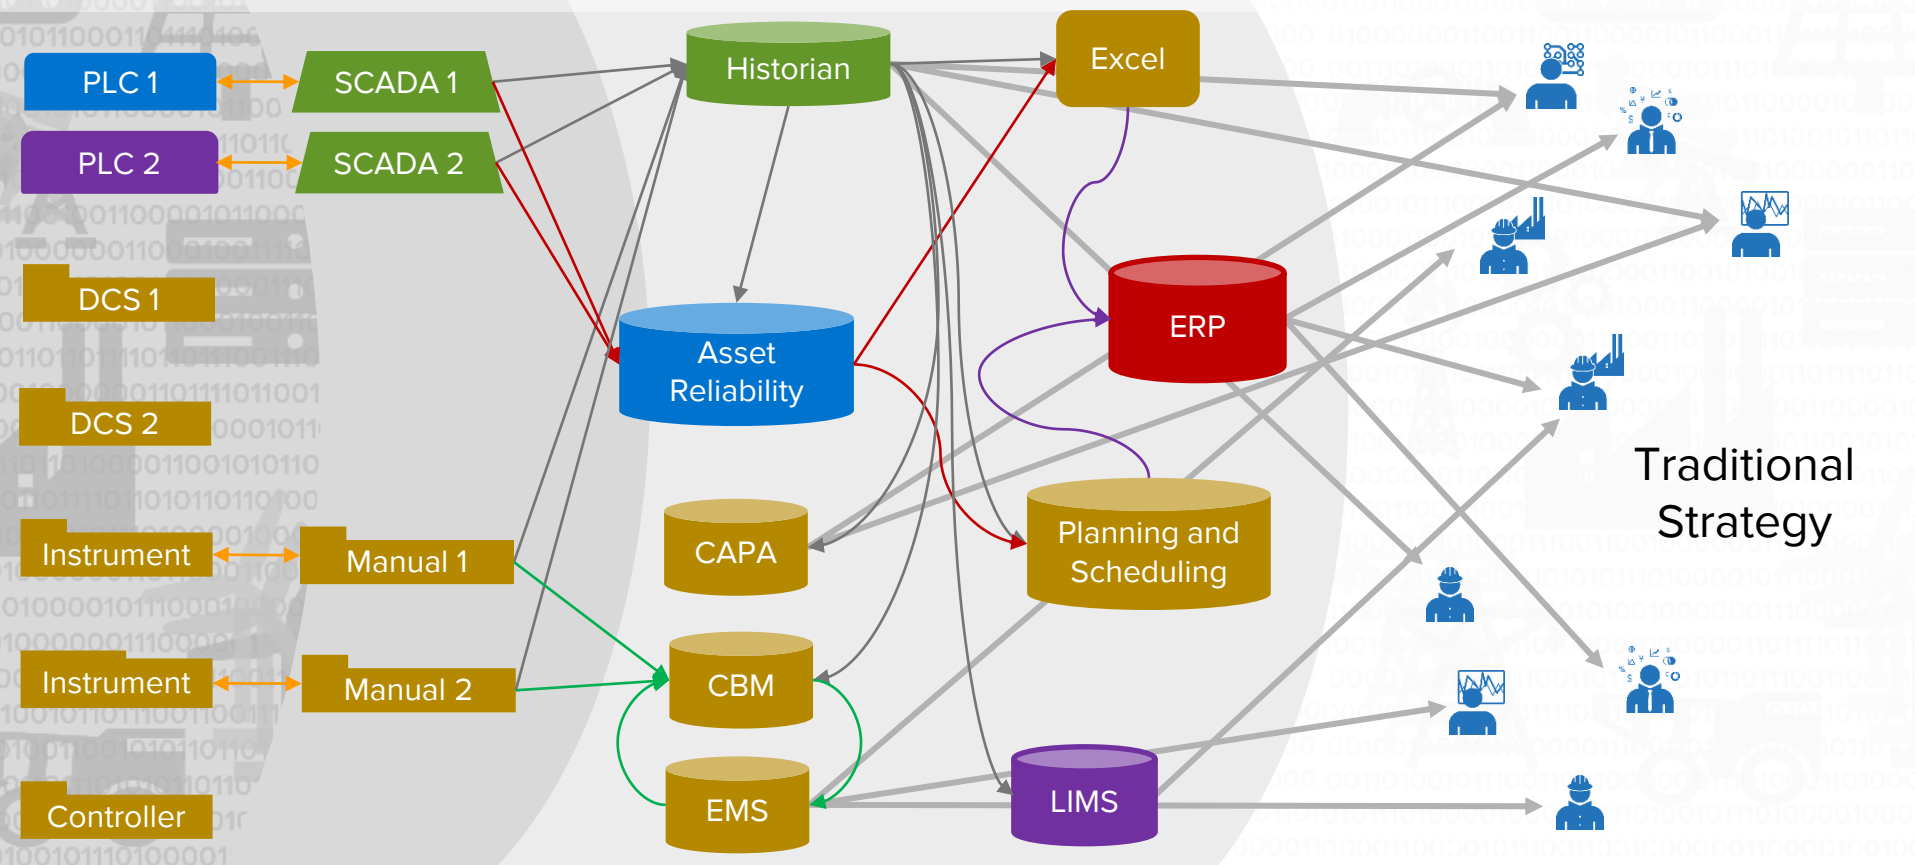 PLC 1
SCADA 1
Historian
Excel
PLC 2
SCADA 2
DCS 1
Asset
Reliability
ERP
DCS 2
Traditional
Strategy
Instrument
Manual 1
CAPA
Planning and
Scheduling
Instrument
Manual 2
CBM
Controller
EMS
LIMS